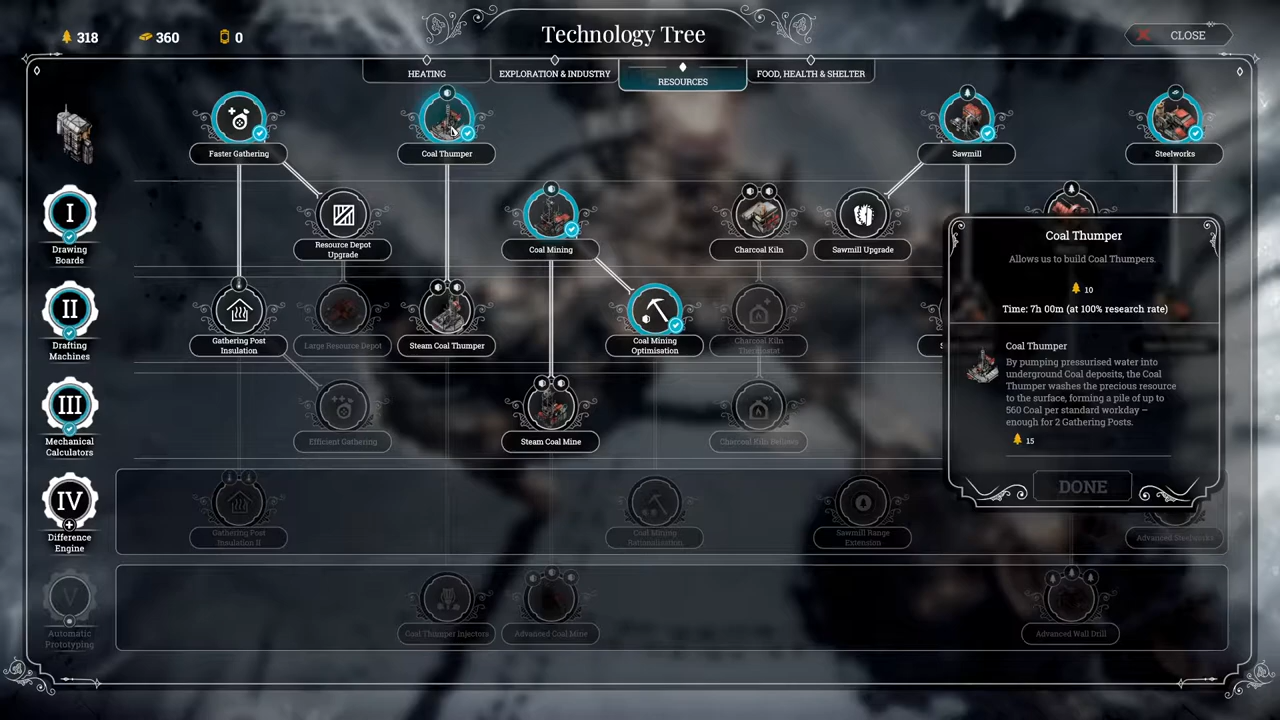 318
360
0
Technology Tree
CLOSE
HEATING
EXPLORATION & INDUSTRY
RESOURCES
FOOD, HEALTH & SHELTER
Faster Gathering
Coal Thumper
Sawmill
Steelworks
I
Drawing
Boards
Resource Depot
Upgrade
Coal Mining
Charcoal Kiln
Sawmill Upgrade
II
Drafting
Machines
Gathering Post
Insulation
Large Resource Depot
Steam Coal Thumper
Coal Mining
Optimisation
Charcoal Kiln
Thermostat
S
III
Mechanical
Calculators
Efficient Gathering
Steam Coal Mine
Charcoal Kiln Bellows
IV
Difference
Engine
Gathering Post
Insulation II
Coal Mining
Rationalisation
Sawmill Range
Extension
Advanced Steelworks
V
Automatic
Prototyping
Coal Thumper Injectors
Advanced Coal Mine
Advanced Wall Drill
Coal Thumper
Allows us to build Coal Thumpers.
10
Time: 7h 00m (at 100% research rate)
Coal Thumper
By pumping pressurised water into
underground Coal deposits, the Coal
Thumper washes the precious resource
to the surface, forming a pile of up to
560 Coal per standard workday –
enough for 2 Gathering Posts.
15
DONE